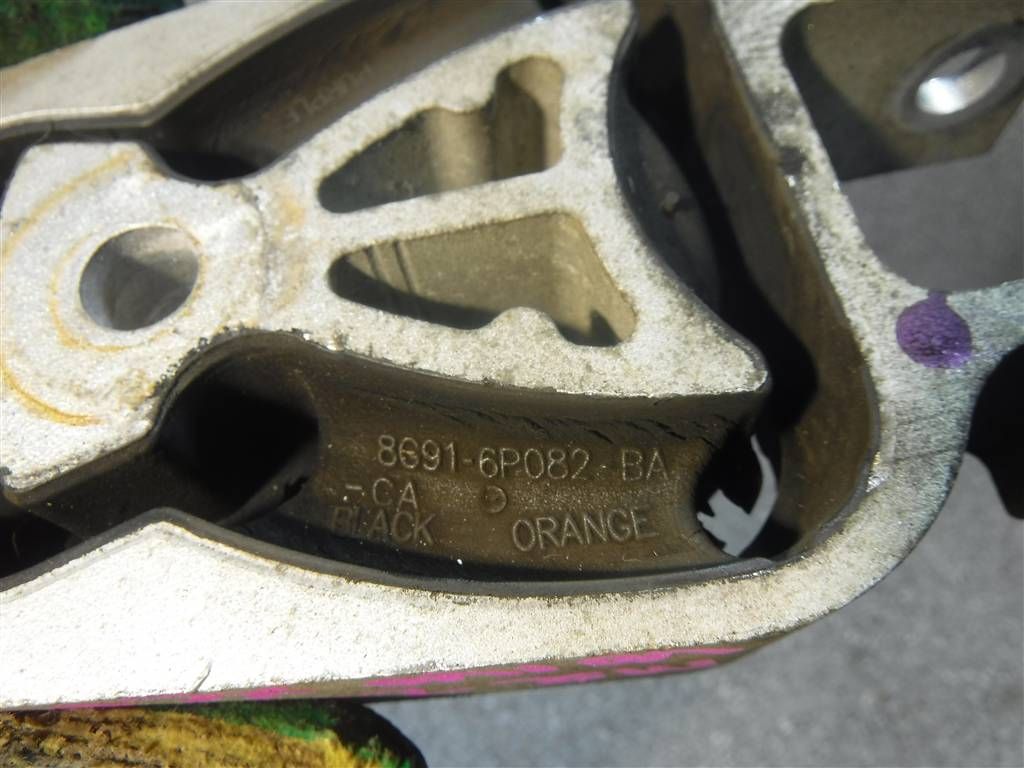 8G91-6P082-BA
-CA
BLACK ORANGE